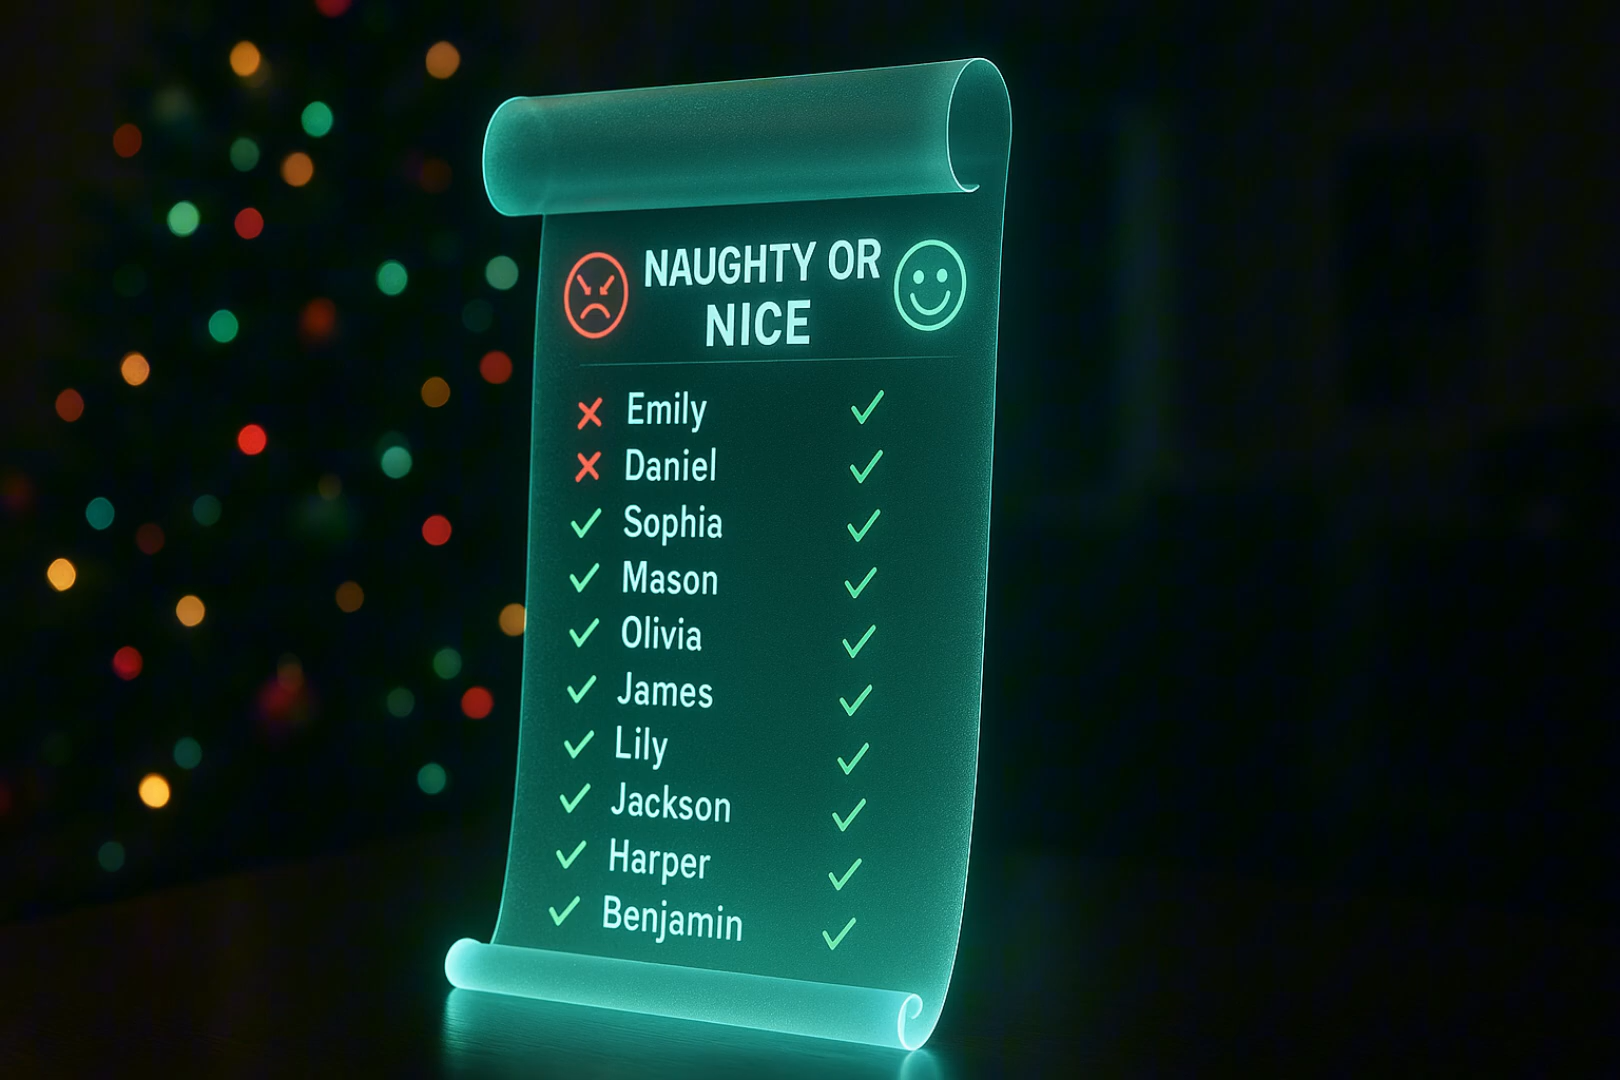 NAUGHTY OR
NICE
Emily
Daniel
Sophia
Mason
Olivia
James
Lily
Jackson
Harper
Benjamin